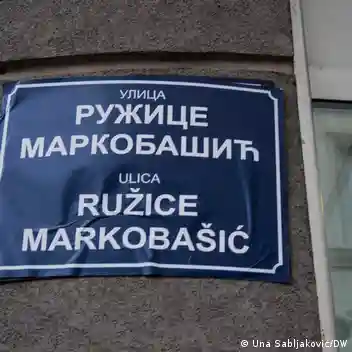 УЛИЦА
РУЖИЦЕ
МАРКОБАШИЋ
ULICA
RUŽICE
MARKOBAŠIĆ
© Una Sabljaković/DW